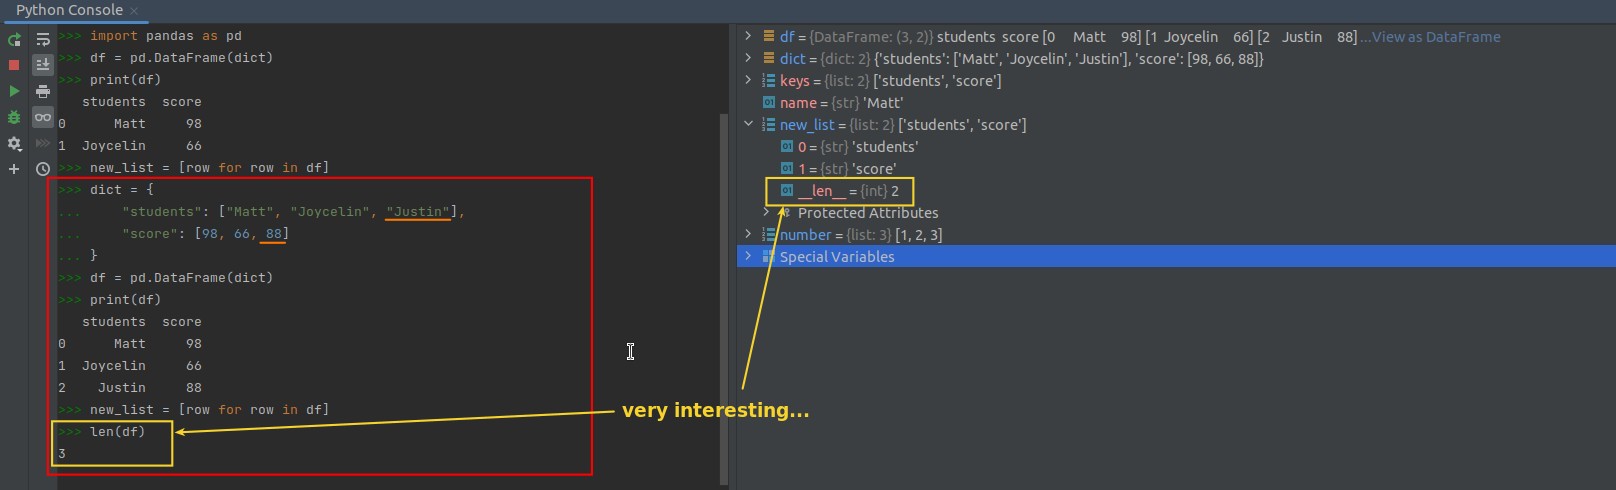 Python Console ×
>>> import pandas as pd
>>> df = pd.DataFrame(dict)
>>> print(df)
   students  score
0      Matt     98
1  Joycelin     66
>>> new_list = [row for row in df]
>>> dict = {
...     "students": ["Matt", "Joycelin", "Justin"],
...     "score": [98, 66, 88]
... }
>>> df = pd.DataFrame(dict)
>>> print(df)
   students  score
0      Matt     98
1  Joycelin     66
2    Justin     88
>>> new_list = [row for row in df]
>>> len(df)
3
very interesting...
df = {DataFrame: (3, 2)} students score [0 Matt 98] [1 Joycelin 66] [2 Justin 88] ...View as DataFrame
dict = {dict: 2} {'students': ['Matt', 'Joycelin', 'Justin'], 'score': [98, 66, 88]}
keys = {list: 2} ['students', 'score']
01 name = {str} 'Matt'
new_list = {list: 2} ['students', 'score']
01 0 = {str} 'students'
01 1 = {str} 'score'
01 __len__ = {int} 2
Protected Attributes
number = {list: 3} [1, 2, 3]
Special Variables